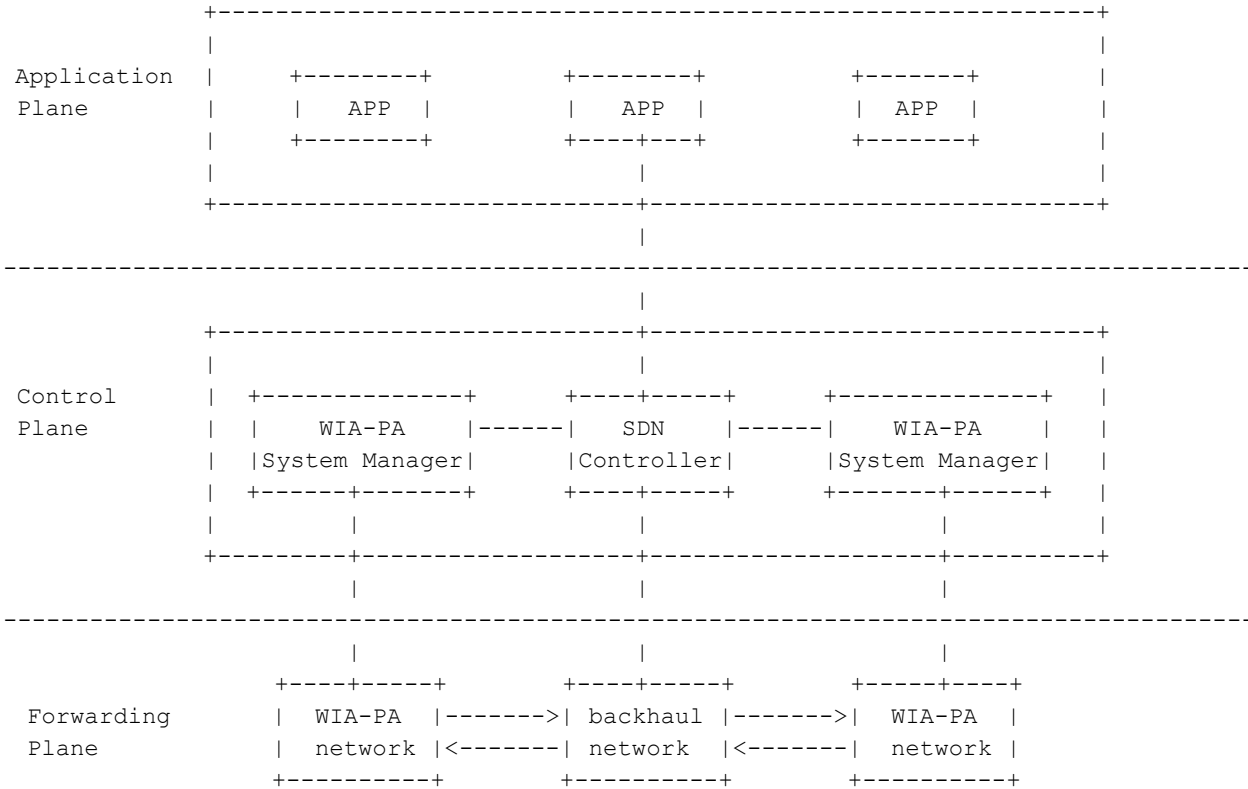 Application
Plane
APP
APP
APP
Control
Plane
WIA-PA
System Manager
SDN
Controller
WIA-PA
System Manager
Forwarding
Plane
WIA-PA
network
backhaul
network
WIA-PA
network